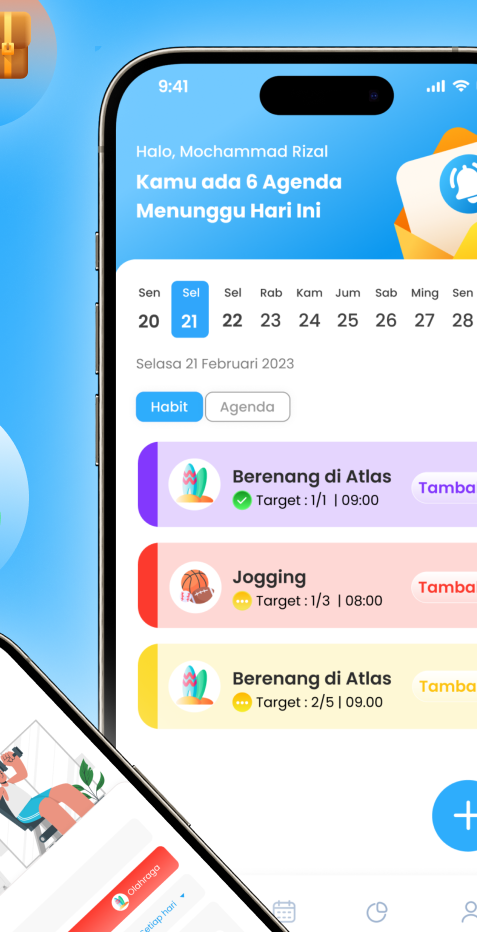 9:41
Halo, Mochammad Rizal
Kamu ada 6 Agenda
Menunggu Hari Ini
Sen Sel Sel Rab Kam Jum Sab Ming Sen
20 21 22 23 24 25 26 27 28
Selasa 21 Februari 2023
Habit Agenda
Berenang di Atlas
Target : 1/1 | 09:00
Tamba
Jogging
Target : 1/3 | 08:00
Tamba
Berenang di Atlas
Target : 2/5 | 09.00
Tamba
Olahraga
Setiap hari